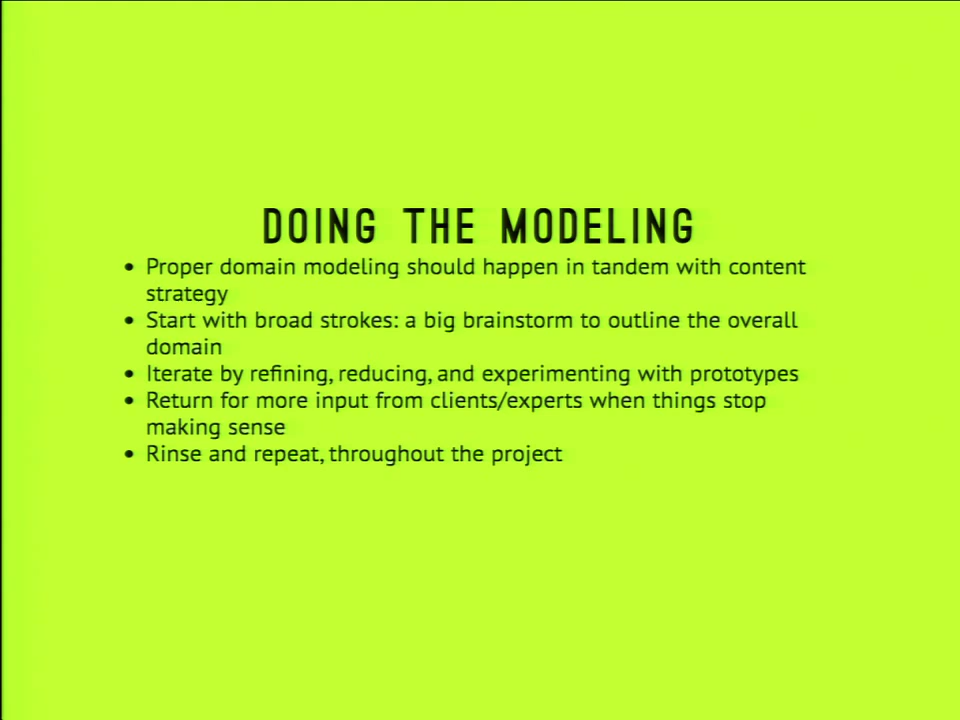 DOING THE MODELING
• Proper domain modeling should happen in tandem with content
strategy
• Start with broad strokes: a big brainstorm to outline the overall
domain
• Iterate by refining, reducing, and experimenting with prototypes
• Return for more input from clients/experts when things stop
making sense
• Rinse and repeat, throughout the project